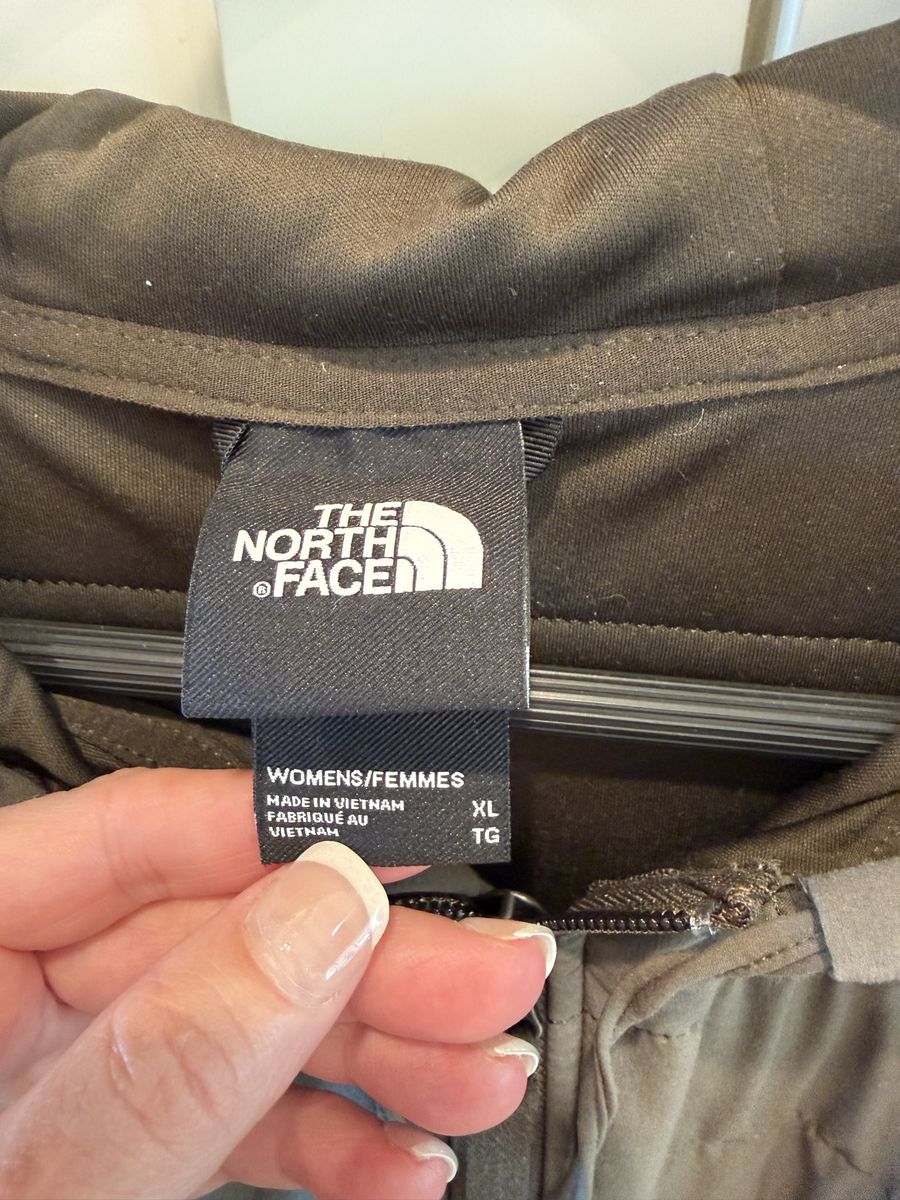 THE
NORTH
® FACE
WOMENS/FEMMES
MADE IN VIETNAM XL
FABRIQUÉ AU
VIETNAM TG